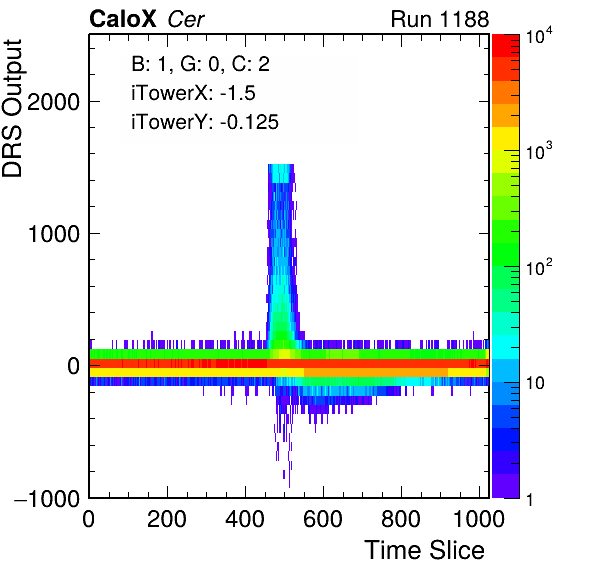 CaloX Cer Run 1188
B: 1, G: 0, C: 2
iTowerX: -1.5
iTowerY: -0.125
DRS Output
2000
1000
0
−1000
0 200 400 600 800 1000
Time Slice
10^4
10^3
10^2
10
1